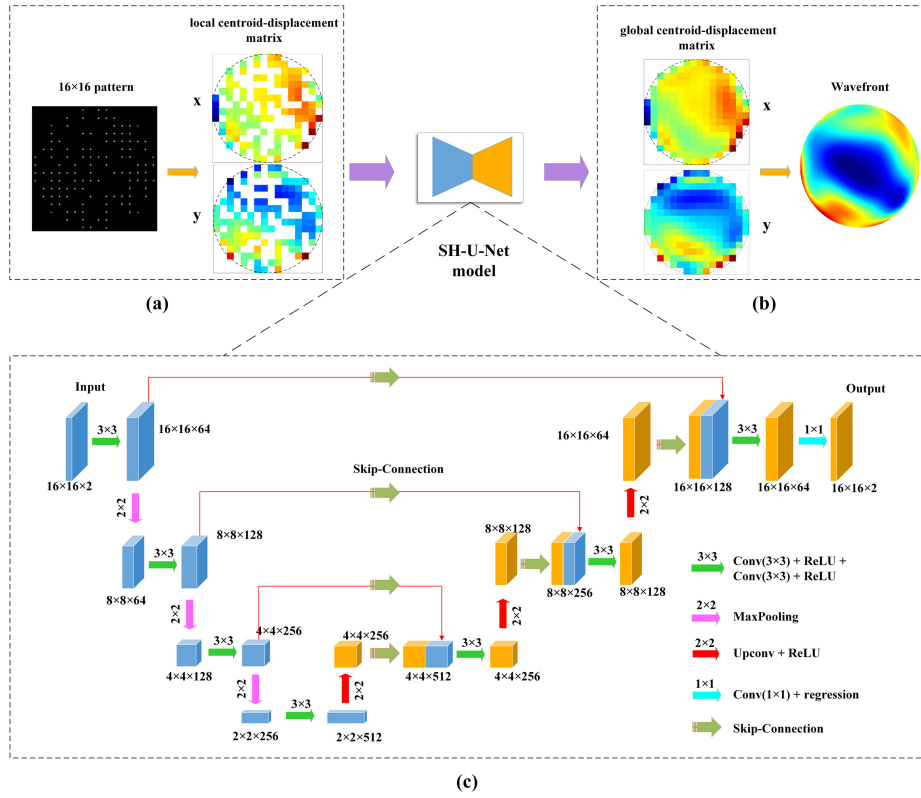 local centroid-displacement
matrix
16×16 pattern
x
y
(a)
SH-U-Net
model
global centroid-displacement
matrix
Wavefront
x
y
(b)
Input
3×3
16×16×2
16×16×64
2×2
3×3
8×8×64
8×8×128
2×2
3×3
4×4×128
4×4×256
2×2
3×3
2×2×256
2×2×512
2×2
4×4×256
4×4×512
3×3
4×4×256
2×2
8×8×128
8×8×256
3×3
8×8×128
2×2
16×16×64
16×16×128
3×3
16×16×64
1×1
Output
16×16×2
Skip-Connection
3×3
Conv(3×3) + ReLU +
Conv(3×3) + ReLU
2×2
MaxPooling
2×2
Upconv + ReLU
1×1
Conv(1×1) + regression
Skip-Connection
(c)